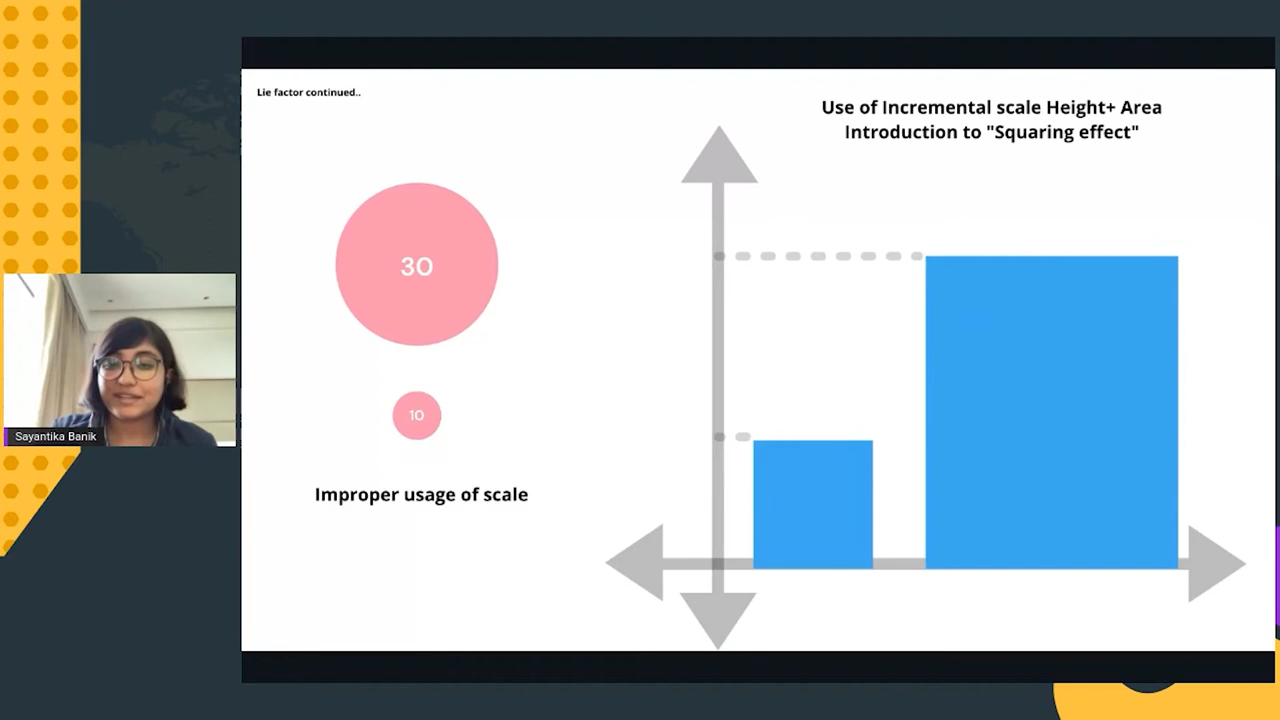 Lie factor continued..
Use of Incremental scale Height+ Area
Introduction to "Squaring effect"
30
10
Improper usage of scale
Sayantika Banik